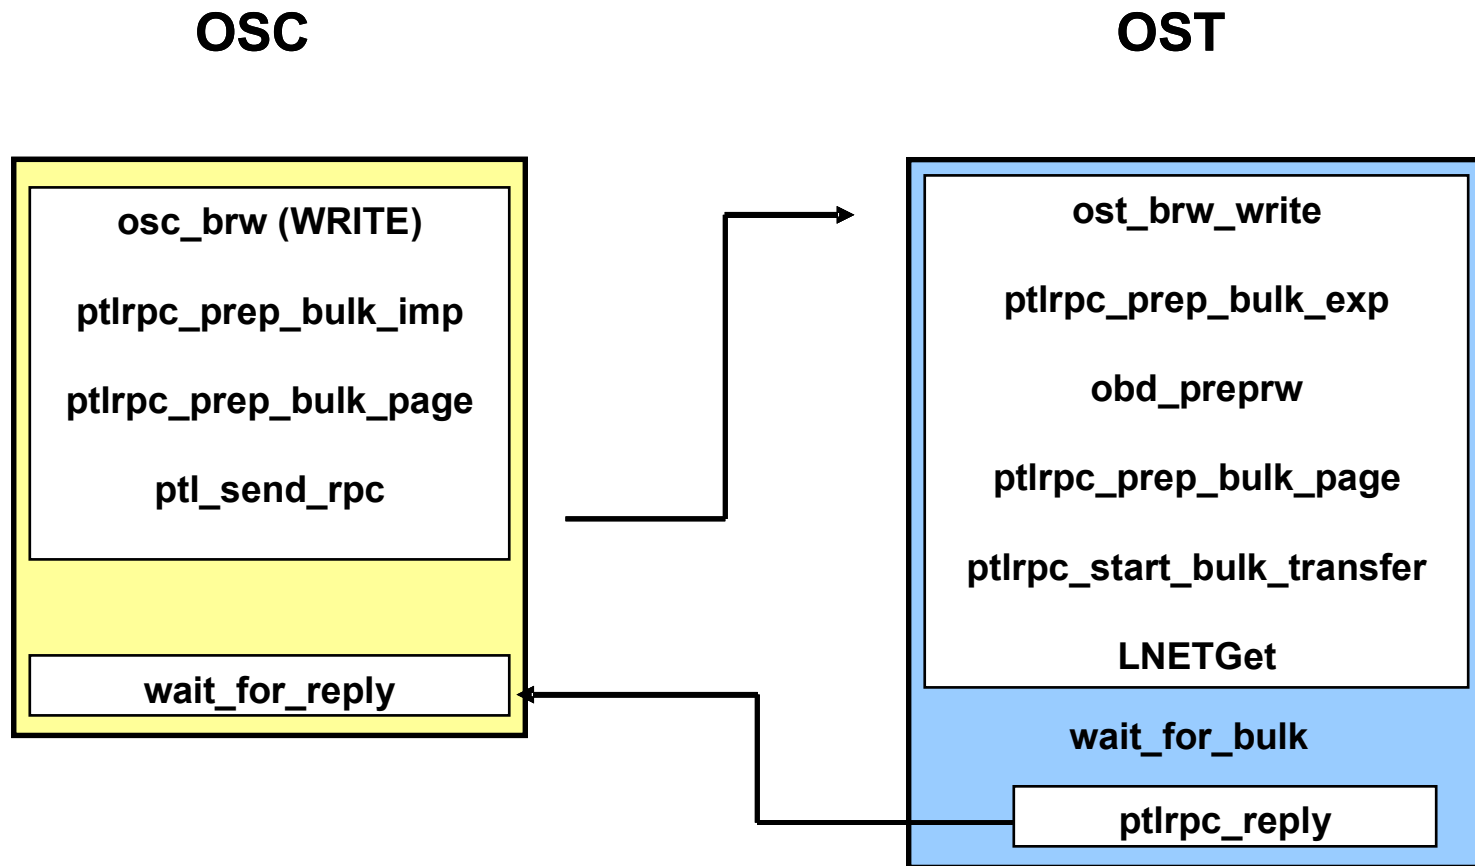 OSC
osc_brw (WRITE)
ptlrpc_prep_bulk_imp
ptlrpc_prep_bulk_page
ptl_send_rpc
wait_for_reply
OST
ost_brw_write
ptlrpc_prep_bulk_exp
obd_preprw
ptlrpc_prep_bulk_page
ptlrpc_start_bulk_transfer
LNETGet
wait_for_bulk
ptlrpc_reply